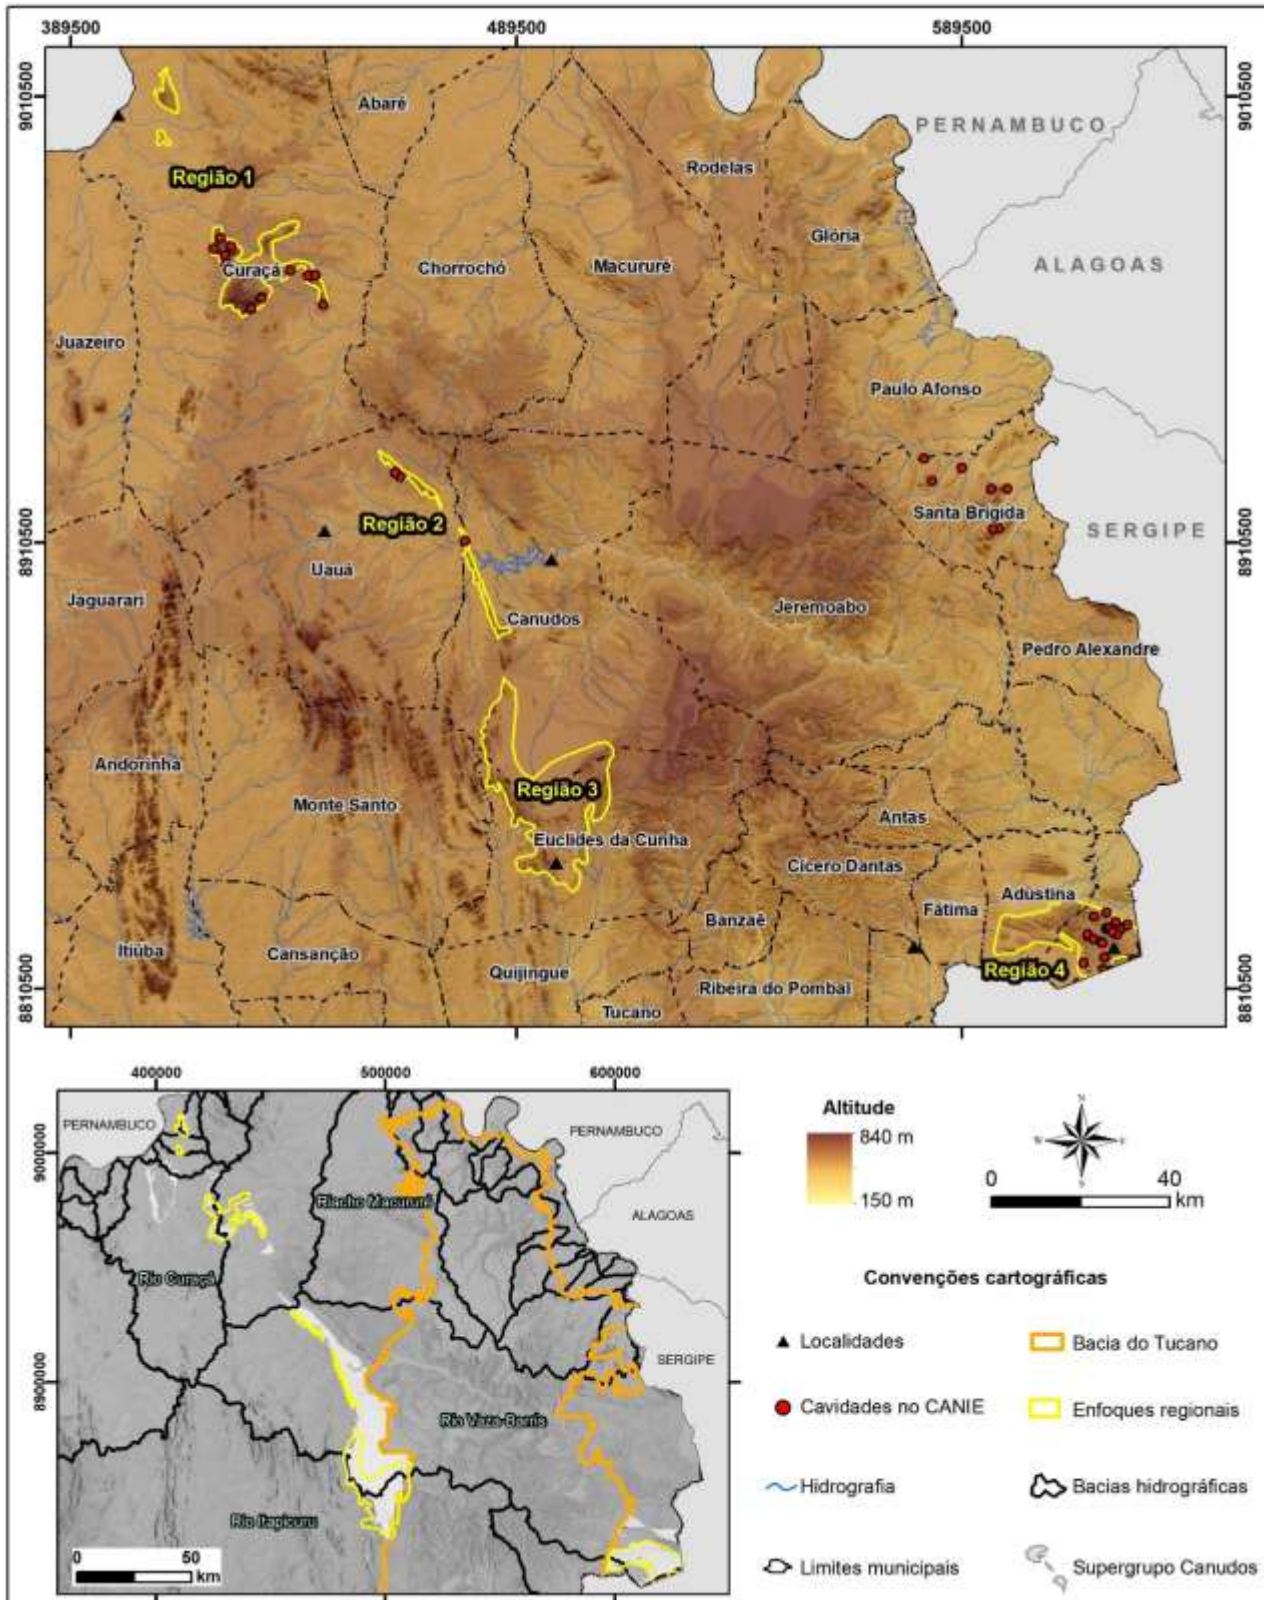 389500 489500 589500
9010500 9010500
Abaré
PERNAMBUCO
Rodelas
Região 1
Glória
Curaçá
Chorrochó
Macururé
ALAGOAS
Juazeiro
Paulo Afonso
Região 2
Santa Brígida
SERGIPE
8910500 8910500
Uauá
Jaguarari
Canudos
Jeremoabo
Pedro Alexandre
Andorinha
Região 3
Monte Santo
Antas
Euclides da Cunha
Cícero Dantas
Adustina
Fátima
Banzaê
Itiúba
Cansanção
Quijingue
Região 4
Ribeira do Pombal
8810500 8810500
Tucano
400000 500000 600000
PERNAMBUCO
PERNAMBUCO
9000000
Riacho Macururé
ALAGOAS
Rio Curaçá
SERGIPE
8900000
Rio Vaza-Barris
Rio Itapicuru
0 50
km
Altitude
840 m
150 m
N
0 40
km
Convenções cartográficas
Localidades
Bacia do Tucano
Cavidades no CANIE
Enfoques regionais
Hidrografia
Bacias hidrográficas
Limites municipais
Supergrupo Canudos